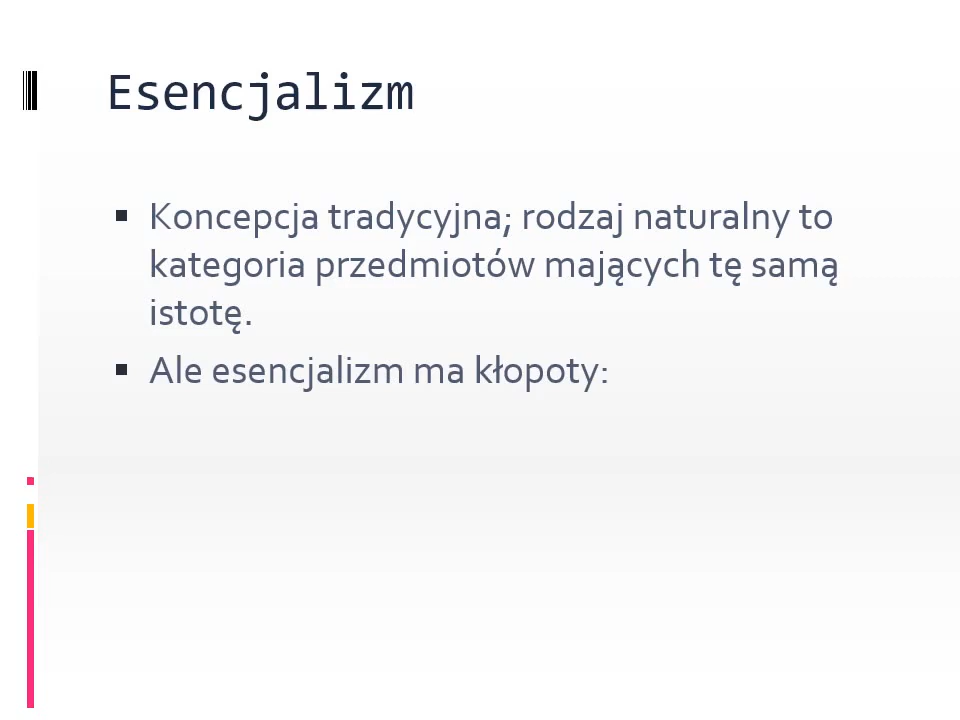 Esencjalizm
▪ Koncepcja tradycyjna; rodzaj naturalny to
kategoria przedmiotów mających tę samą
istotę.
▪ Ale esencjalizm ma kłopoty: